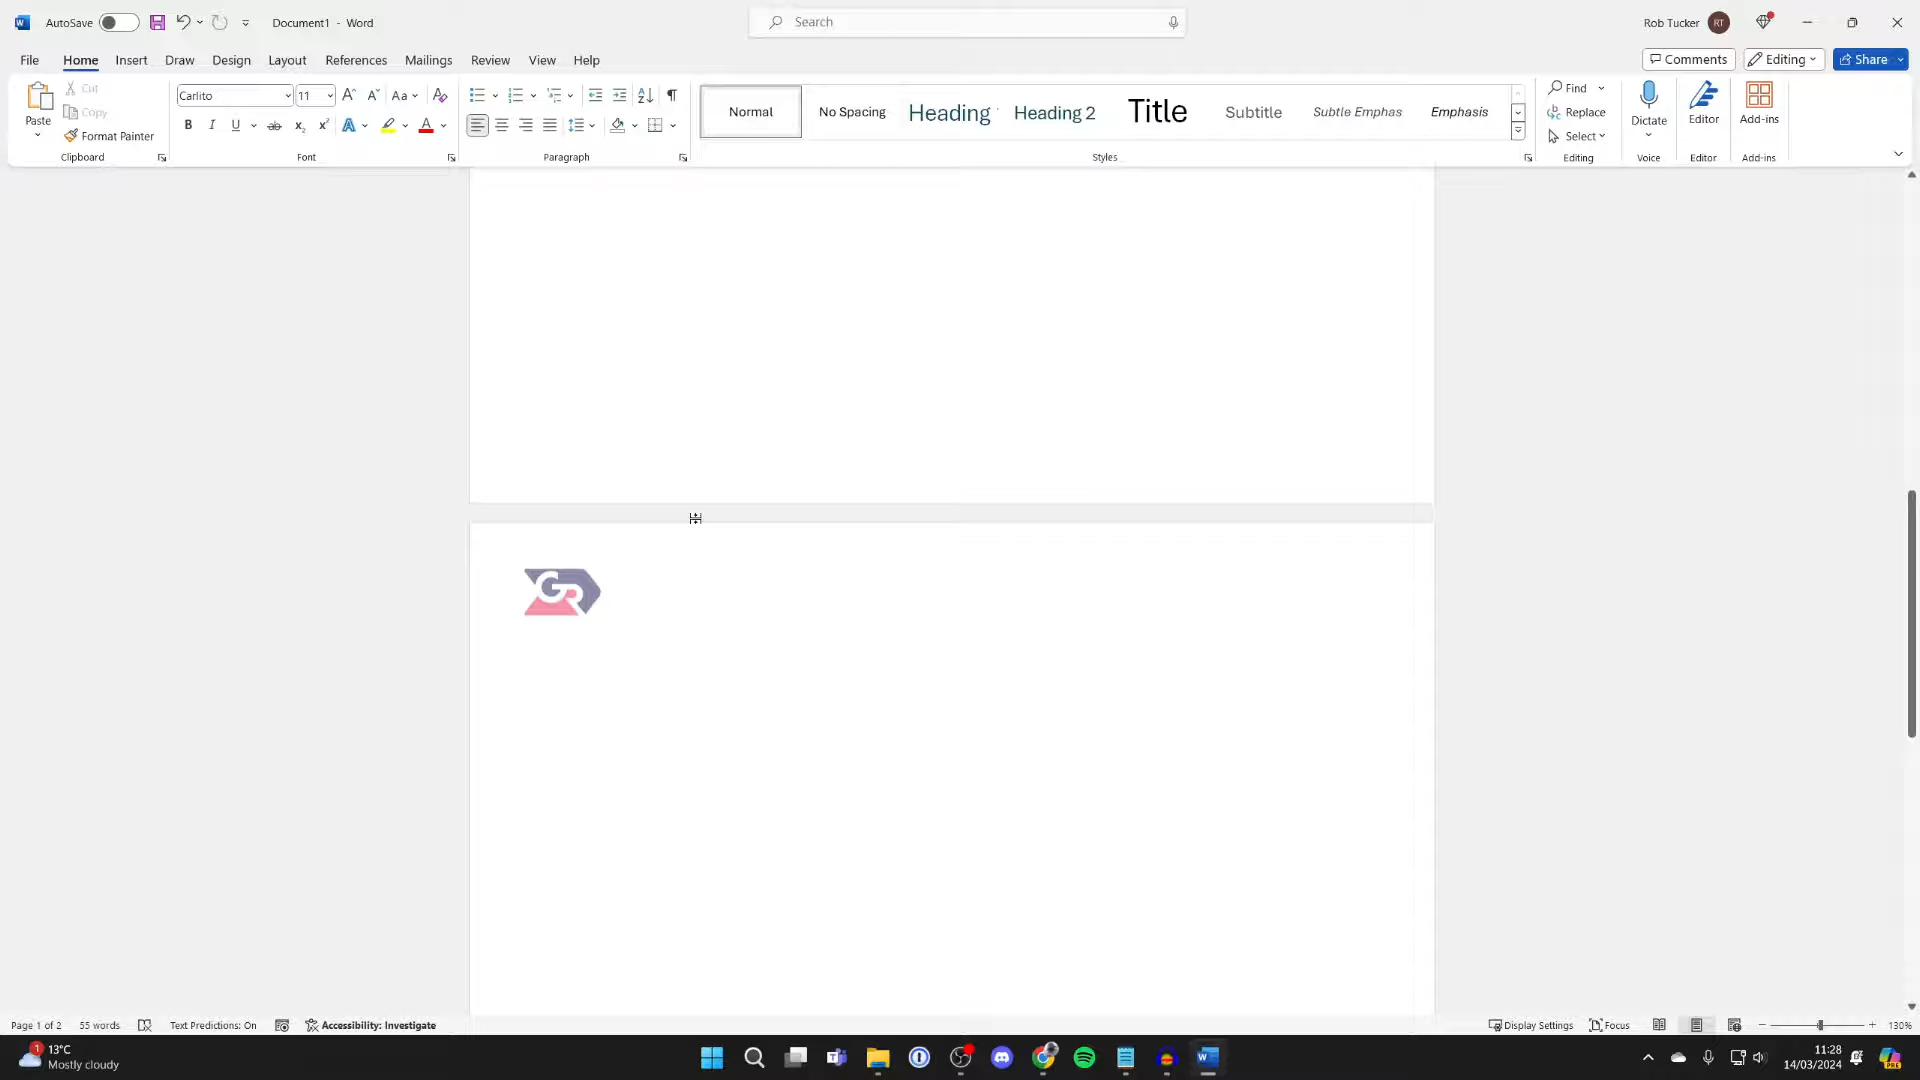 AutoSave
Document1 - Word
Search
Rob Tucker RT
File Home Insert Draw Design Layout References Mailings Review View Help
Comments
Editing
Share
Paste
Cut
Copy
Format Painter
Clipboard
Carlito 11
Font
Paragraph
Normal
No Spacing
Heading
Heading 2
Title
Subtitle
Subtle Emphas
Emphasis
Styles
Find
Replace
Select
Editing
Dictate
Voice
Editor
Editor
Add-ins
Add-ins
GR
Page 1 of 2 55 words Text Predictions: On Accessibility: Investigate
Display Settings Focus 130%
1 13°C
Mostly cloudy
11:28
14/03/2024